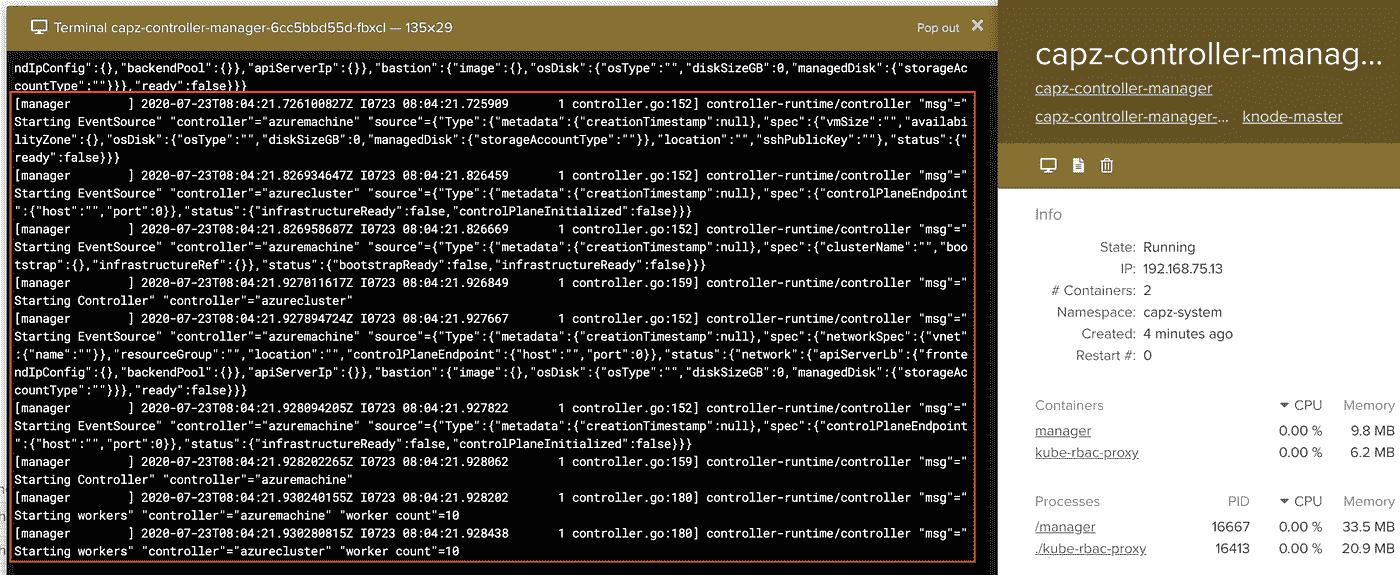 Terminal capz-controller-manager-6cc5bbd55d-fbxcl — 135×29
Pop out ×
ndIpConfig":{},"backendPool":{}},"apiServerIp":{}},"bastion":{"image":{},"osDisk":{"osType":"","diskSizeGB":0,"managedDisk":{"storageAc
countType":""}}},"ready":false}}}
[manager ] 2020-07-23T08:04:21.726100827Z I0723 08:04:21.725909 1 controller.go:152] controller-runtime/controller "msg"="
Starting EventSource" "controller"="azuremachine" "source"={"Type":{"metadata":{"creationTimestamp":null},"spec":{"vmSize":"","availabi
lityZone":{},"osDisk":{"osType":"","diskSizeGB":0,"managedDisk":{"storageAccountType":""}},"location":"","sshPublicKey":""},"status":{"
ready":false}}}
[manager ] 2020-07-23T08:04:21.826934647Z I0723 08:04:21.826459 1 controller.go:152] controller-runtime/controller "msg"="
Starting EventSource" "controller"="azurecluster" "source"={"Type":{"metadata":{"creationTimestamp":null},"spec":{"controlPlaneEndpoint
":{"host":"","port":0}},"status":{"infrastructureReady":false,"controlPlaneInitialized":false}}}
[manager ] 2020-07-23T08:04:21.826958687Z I0723 08:04:21.826669 1 controller.go:152] controller-runtime/controller "msg"="
Starting EventSource" "controller"="azuremachine" "source"={"Type":{"metadata":{"creationTimestamp":null},"spec":{"clusterName":"","boo
tstrap":{},"infrastructureRef":{}},"status":{"bootstrapReady":false,"infrastructureReady":false}}}
[manager ] 2020-07-23T08:04:21.927011617Z I0723 08:04:21.926849 1 controller.go:159] controller-runtime/controller "msg"="
Starting Controller" "controller"="azurecluster"
[manager ] 2020-07-23T08:04:21.927894724Z I0723 08:04:21.927667 1 controller.go:152] controller-runtime/controller "msg"="
Starting EventSource" "controller"="azuremachine" "source"={"Type":{"metadata":{"creationTimestamp":null},"spec":{"networkSpec":{"vnet"
:{"name":""}},"resourceGroup":"","location":"","controlPlaneEndpoint":{"host":"","port":0}},"status":{"network":{"apiServerLb":{"fronte
ndIpConfig":{},"backendPool":{}},"apiServerIp":{}},"bastion":{"image":{},"osDisk":{"osType":"","diskSizeGB":0,"managedDisk":{"storageAc
countType":""}}},"ready":false}}}
[manager ] 2020-07-23T08:04:21.928094205Z I0723 08:04:21.927822 1 controller.go:152] controller-runtime/controller "msg"="
Starting EventSource" "controller"="azuremachine" "source"={"Type":{"metadata":{"creationTimestamp":null},"spec":{"controlPlaneEndpoint
":{"host":"","port":0}},"status":{"infrastructureReady":false,"controlPlaneInitialized":false}}}
[manager ] 2020-07-23T08:04:21.928202265Z I0723 08:04:21.928062 1 controller.go:159] controller-runtime/controller "msg"="
Starting Controller" "controller"="azuremachine"
[manager ] 2020-07-23T08:04:21.930240155Z I0723 08:04:21.928202 1 controller.go:180] controller-runtime/controller "msg"="
Starting workers" "controller"="azuremachine" "worker count"=10
[manager ] 2020-07-23T08:04:21.930280815Z I0723 08:04:21.928438 1 controller.go:180] controller-runtime/controller "msg"="
Starting workers" "controller"="azurecluster" "worker count"=10
capz-controller-manag...
capz-controller-manager
capz-controller-manager-... knode-master
Info
State: Running
IP: 192.168.75.13
# Containers: 2
Namespace: capz-system
Created: 4 minutes ago
Restart #: 0
Containers CPU Memory
manager 0.00 % 9.8 MB
kube-rbac-proxy 0.00 % 6.2 MB
Processes PID CPU Memory
/manager 16667 0.00 % 33.5 MB
./kube-rbac-proxy 16413 0.00 % 20.9 MB